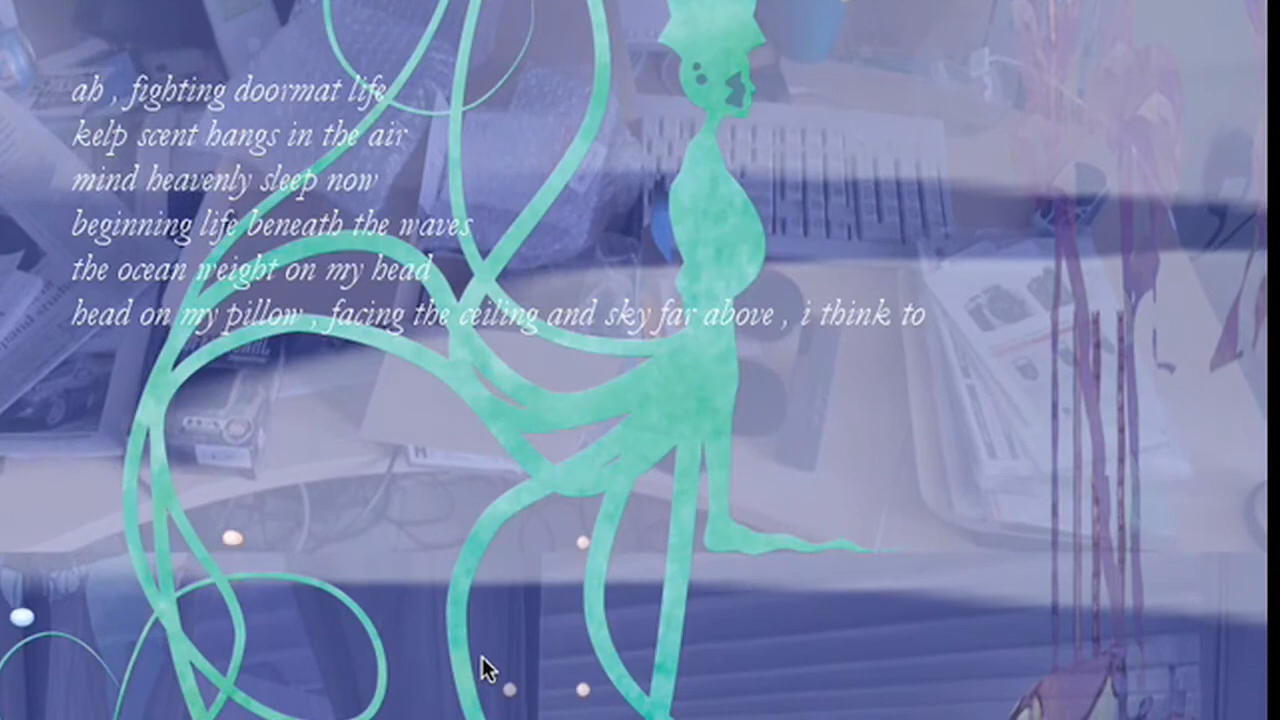 ah , fighting doormat life
kelp scent hangs in the air
mind heavenly sleep now
beginning life beneath the waves
the ocean weight on my head
head on my pillow , facing the ceiling and sky far above , i think to